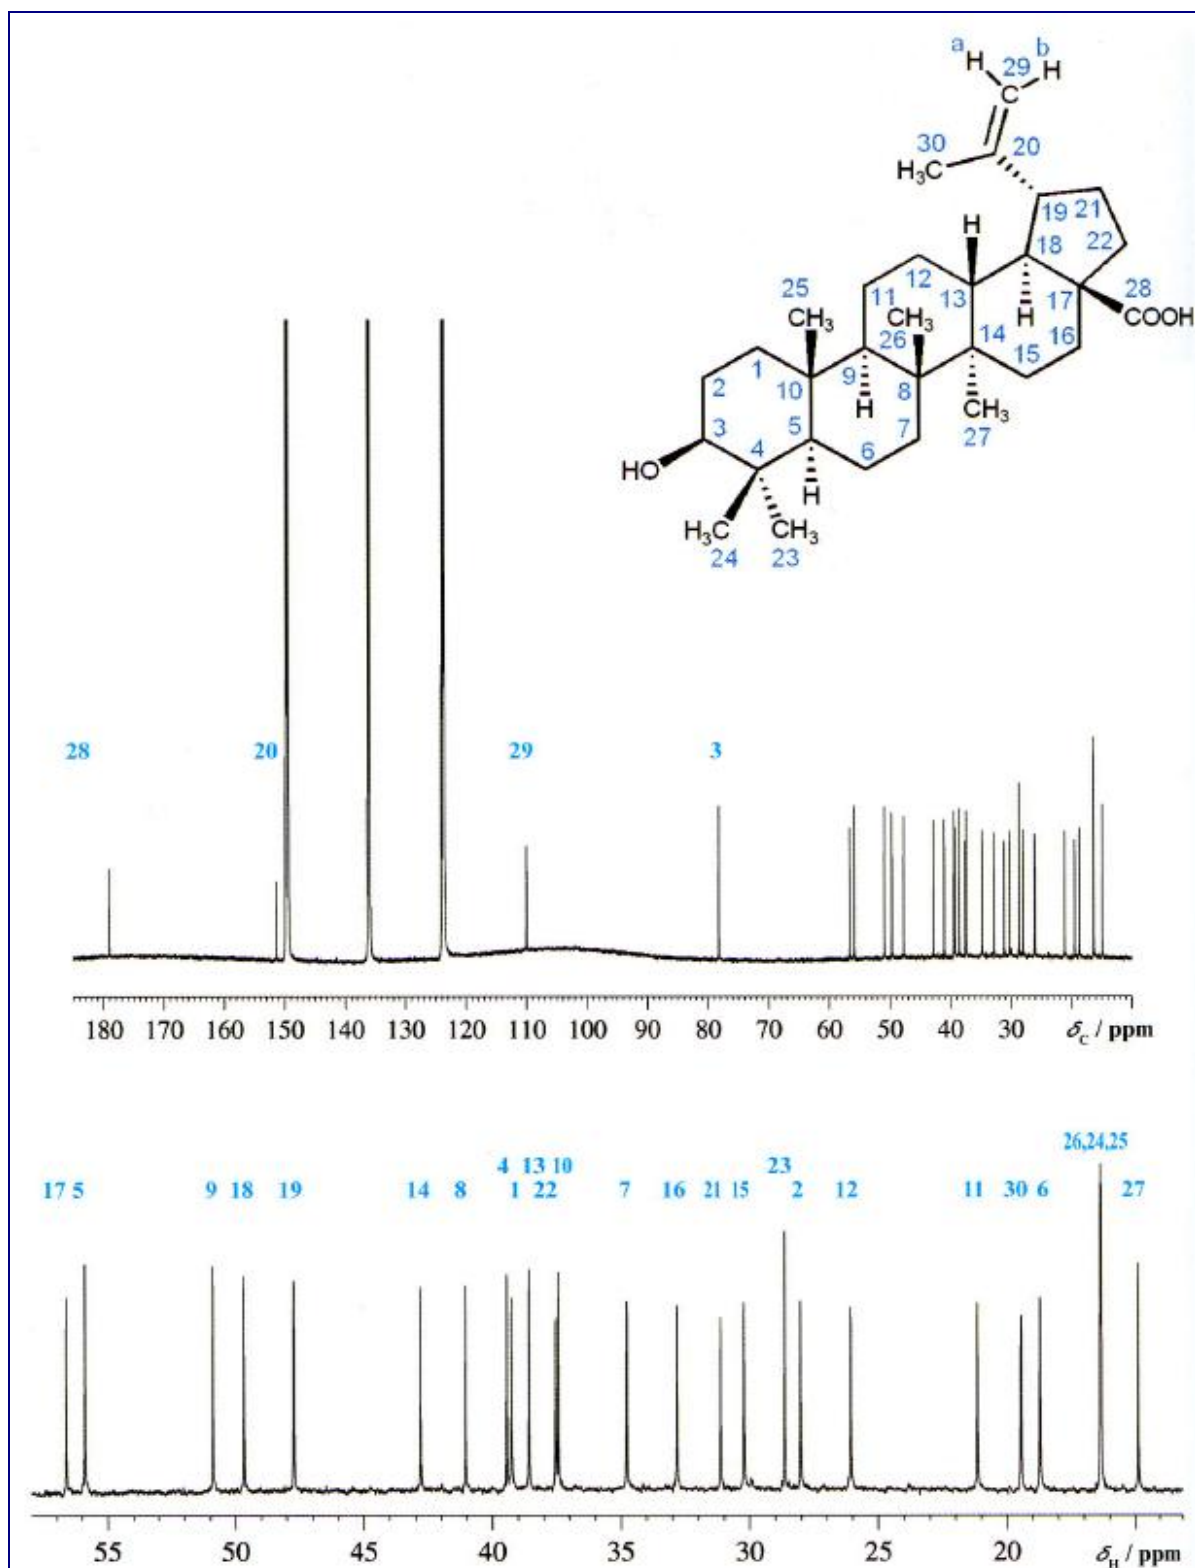 a b
29
H H
C
30 20
H₃C
19 21
H 18 22
12
25 11 13 17 28
CH₃ CH₃ H COOH
26 14 16
1 15
2 10 9 8
H CH₃
3 5 7 27
4 6
HO
H
H₃C CH₃
24 23
28 20 29 3
180 170 160 150 140 130 120 110 100 90 80 70 60 50 40 30 δC / ppm
26,24,25
4 13 10 23
17 5 9 18 19 14 8 1 22 7 16 21 15 2 12 11 30 6 27
55 50 45 40 35 30 25 20 δH / ppm